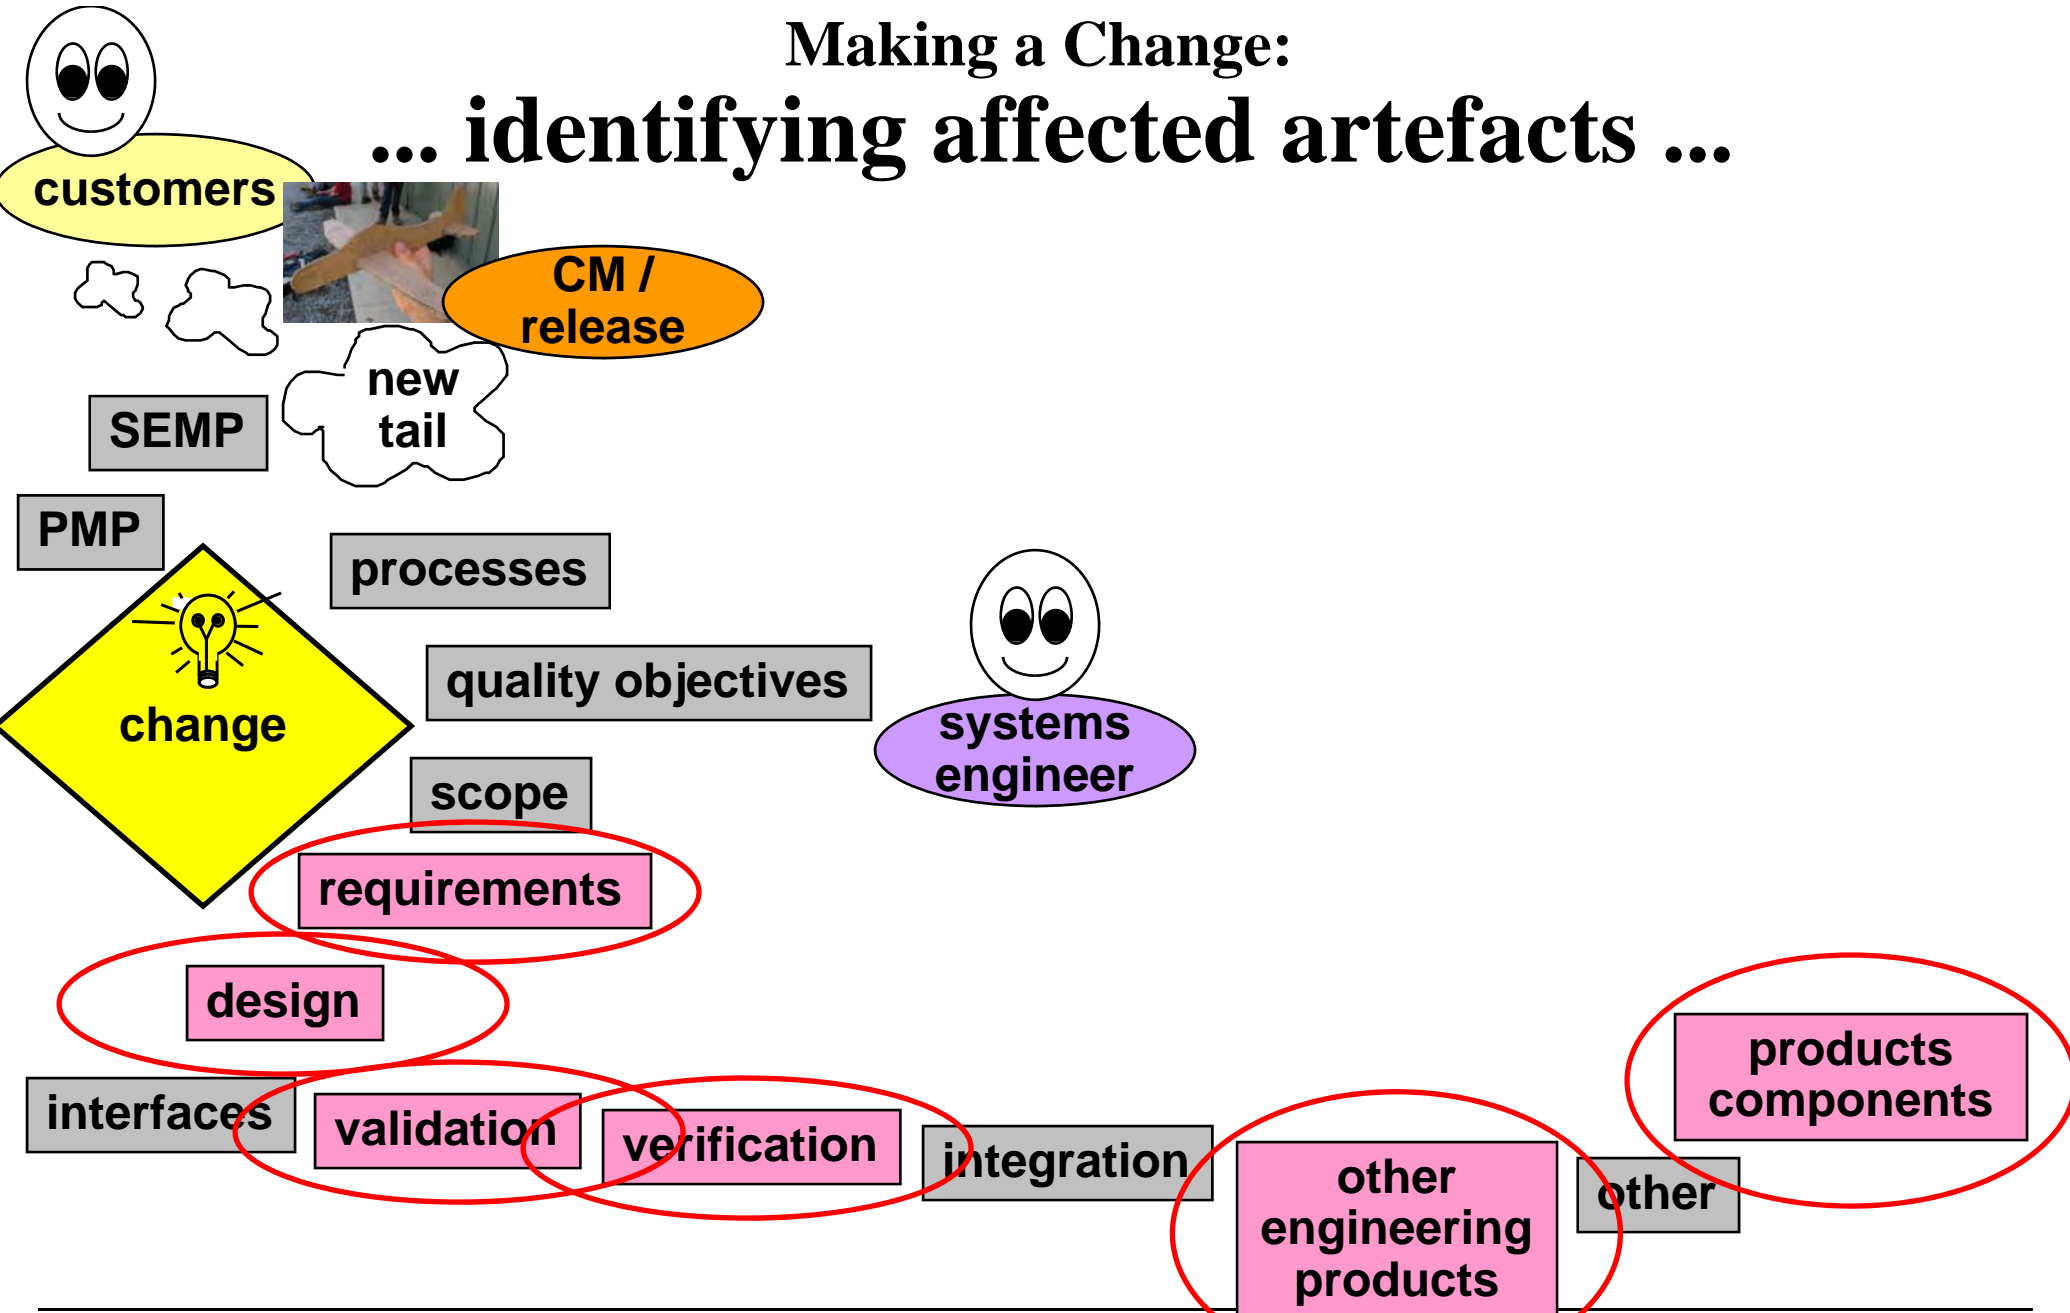 Making a Change:
... identifying affected artefacts ...
customers
CM /
release
new
tail
SEMP
PMP
processes
quality objectives
change
systems
engineer
scope
requirements
design
products
components
interfaces
validation
verification
integration
other
engineering
products
other